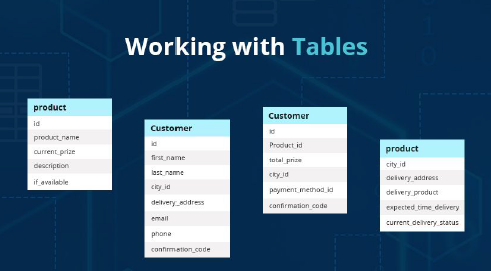 Working with Tables
product
id
product_name
current_prize
description
if_available
Customer
id
first_name
last_name
city_id
delivery_address
email
phone
confirmation_code
Customer
id
Product_id
total_prize
city_id
payment_method_id
confirmation_code
product
city_id
delivery_address
delivery_product
expected_time_delivery
current_delivery_status